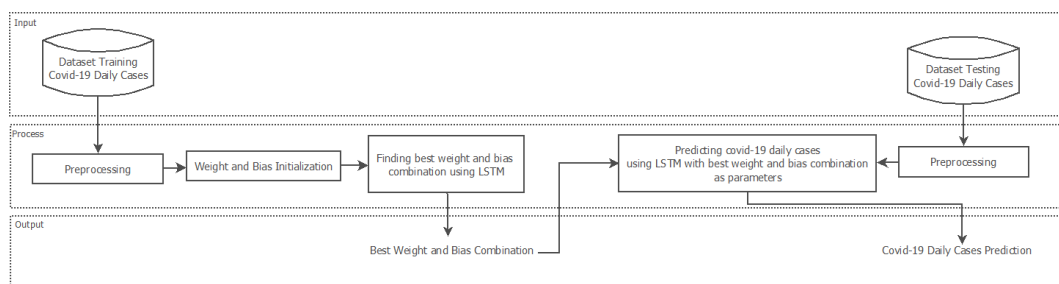 Input
Dataset Training
Covid-19 Daily Cases
Dataset Testing
Covid-19 Daily Cases
Process
Preprocessing
Weight and Bias Initialization
Finding best weight and bias
combination using LSTM
Predicting covid-19 daily cases
using LSTM with best weight and bias combination
as parameters
Preprocessing
Output
Best Weight and Bias Combination
Covid-19 Daily Cases Prediction